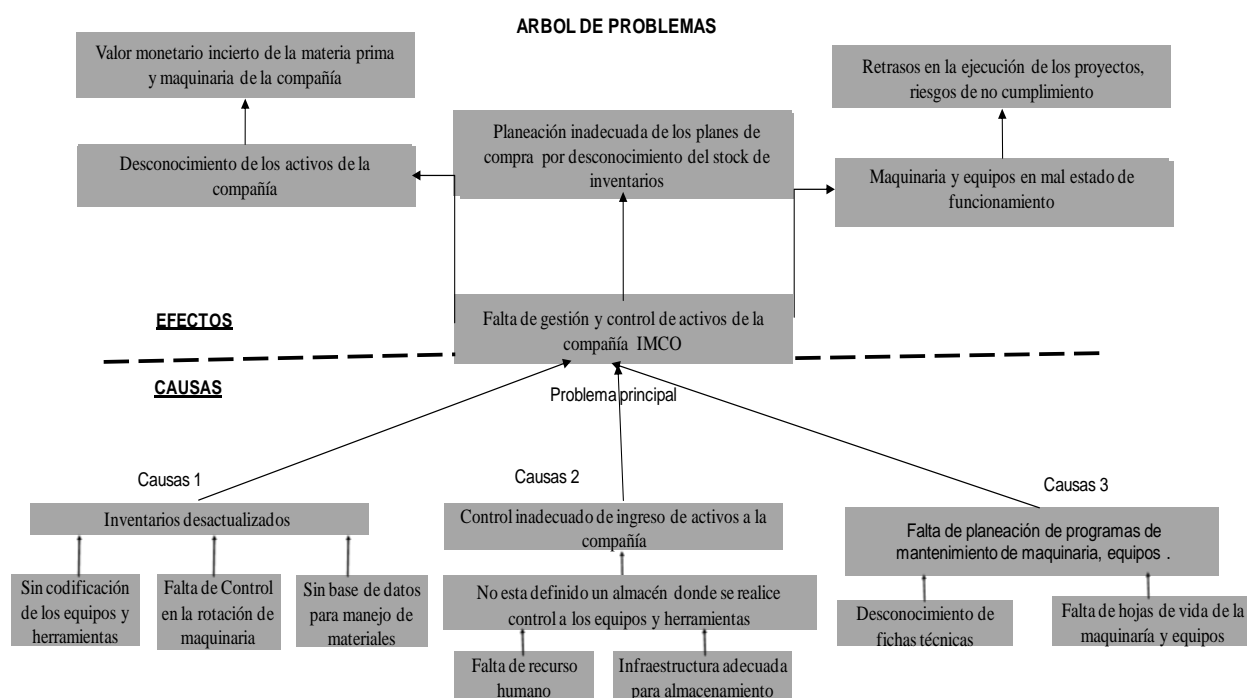 ARBOL DE PROBLEMAS
Valor monetario incierto de la materia prima
y maquinaria de la compañía
Retrasos en la ejecución de los proyectos,
riesgos de no cumplimiento
Desconocimiento de los activos de la
compañía
Planeación inadecuada de los planes de
compra por desconocimiento del stock de
inventarios
Maquinaria y equipos en mal estado de
funcionamiento
EFECTOS
Falta de gestión y control de activos de la
compañía IMCO
CAUSAS
Problema principal
Causas 1
Inventarios desactualizados
Sin codificación
de los equipos y
herramientas
Falta de Control
en la rotación de
maquinaria
Sin base de datos
para manejo de
materiales
Causas 2
Control inadecuado de ingreso de activos a la
compañía
No esta definido un almacén donde se realice
control a los equipos y herramientas
Falta de recurso
humano
Infraestructura adecuada
para almacenamiento
Causas 3
Falta de planeación de programas de
mantenimiento de maquinaria, equipos .
Desconocimiento de
fichas técnicas
Falta de hojas de vida de la
maquinaría y equipos